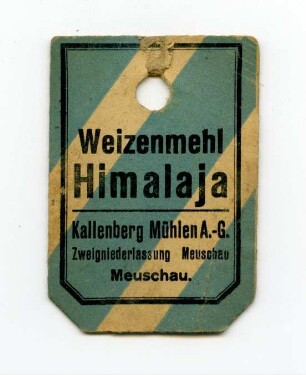 Weizenmehl
Himalaja
Kallenberg Mühlen A.-G.
Zweigniederlassung Meuschau
Meuschau.